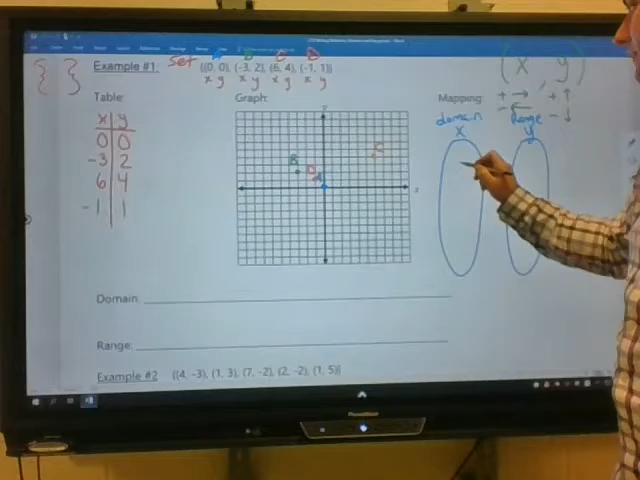 { } Example #1: set {(0, 0), (-3, 2), (6, 4), (-1, 1)}
A B C D
x y x y x y x y
(x, y)
+ → + ↑
- ← - ↓
Table: Graph: Mapping:
x y
0 0
-3 2
6 4
-1 1
y
x
B D A C
domain Range
x y
Domain:
Range:
Example #2 {(4, -3), (1, 3), (7, -2), (2, -2), (1, 5)}